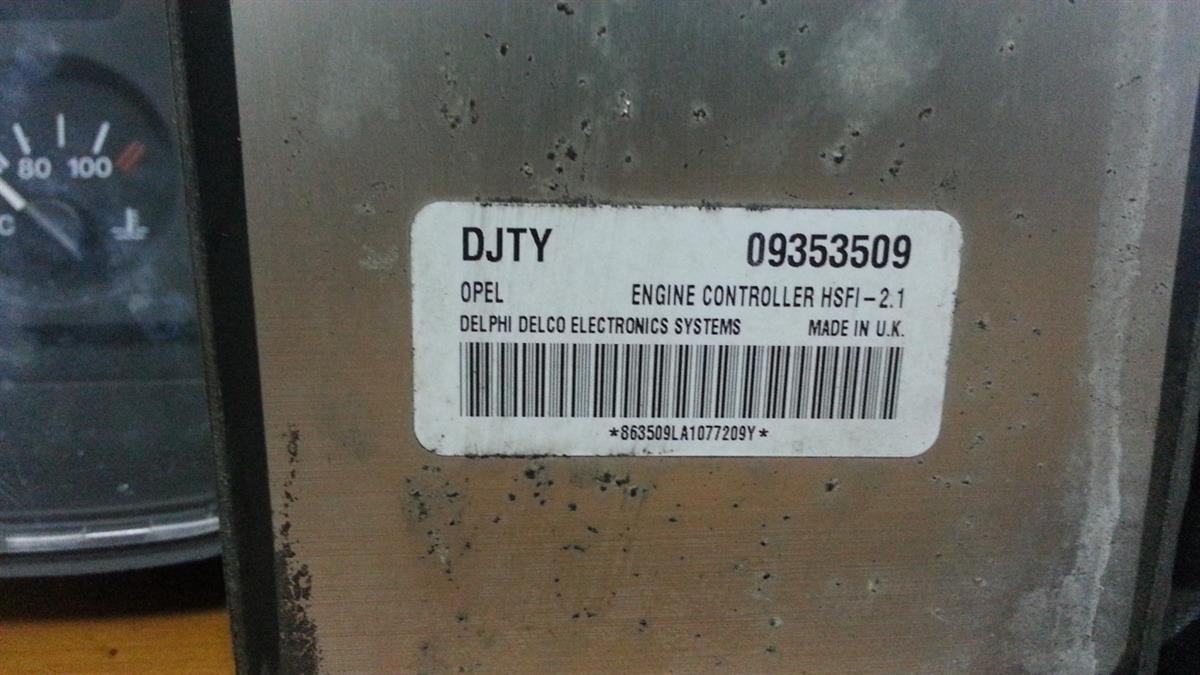 80 100
C
DJTY 09353509
OPEL ENGINE CONTROLLER HSFI-2.1
DELPHI DELCO ELECTRONICS SYSTEMS MADE IN U.K.
*863509LA1077209Y*